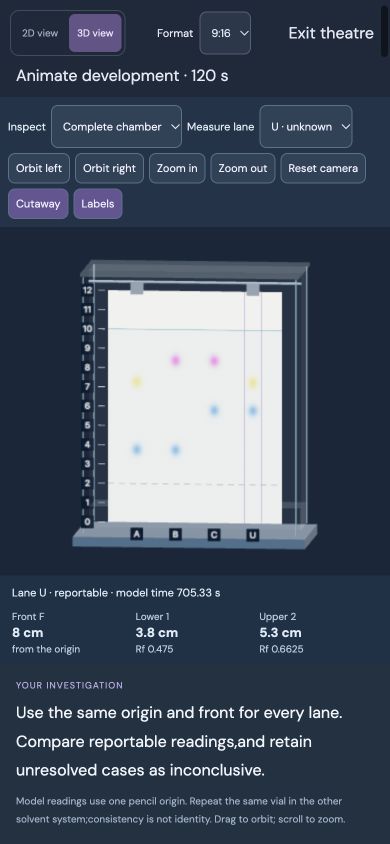 2D view 3D view Format 9:16 Exit theatre
Animate development · 120 s
Inspect Complete chamber Measure lane U · unknown
Orbit left Orbit right Zoom in Zoom out Reset camera
Cutaway Labels
12
11
10
9
8
7
6
5
4
3
2
1
0
A B C U
Lane U · reportable · model time 705.33 s
Front F Lower 1 Upper 2
8 cm 3.8 cm 5.3 cm
from the origin Rf 0.475 Rf 0.6625
YOUR INVESTIGATION
Use the same origin and front for every lane.
Compare reportable readings,and retain
unresolved cases as inconclusive.
Model readings use one pencil origin. Repeat the same vial in the other
solvent system;consistency is not identity. Drag to orbit; scroll to zoom.